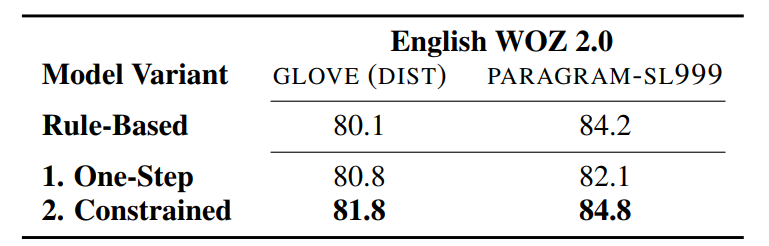 English WOZ 2.0
Model Variant GLOVE (DIST) PARAGRAM-SL999
Rule-Based 80.1 84.2
1. One-Step 80.8 82.1
2. Constrained 81.8 84.8